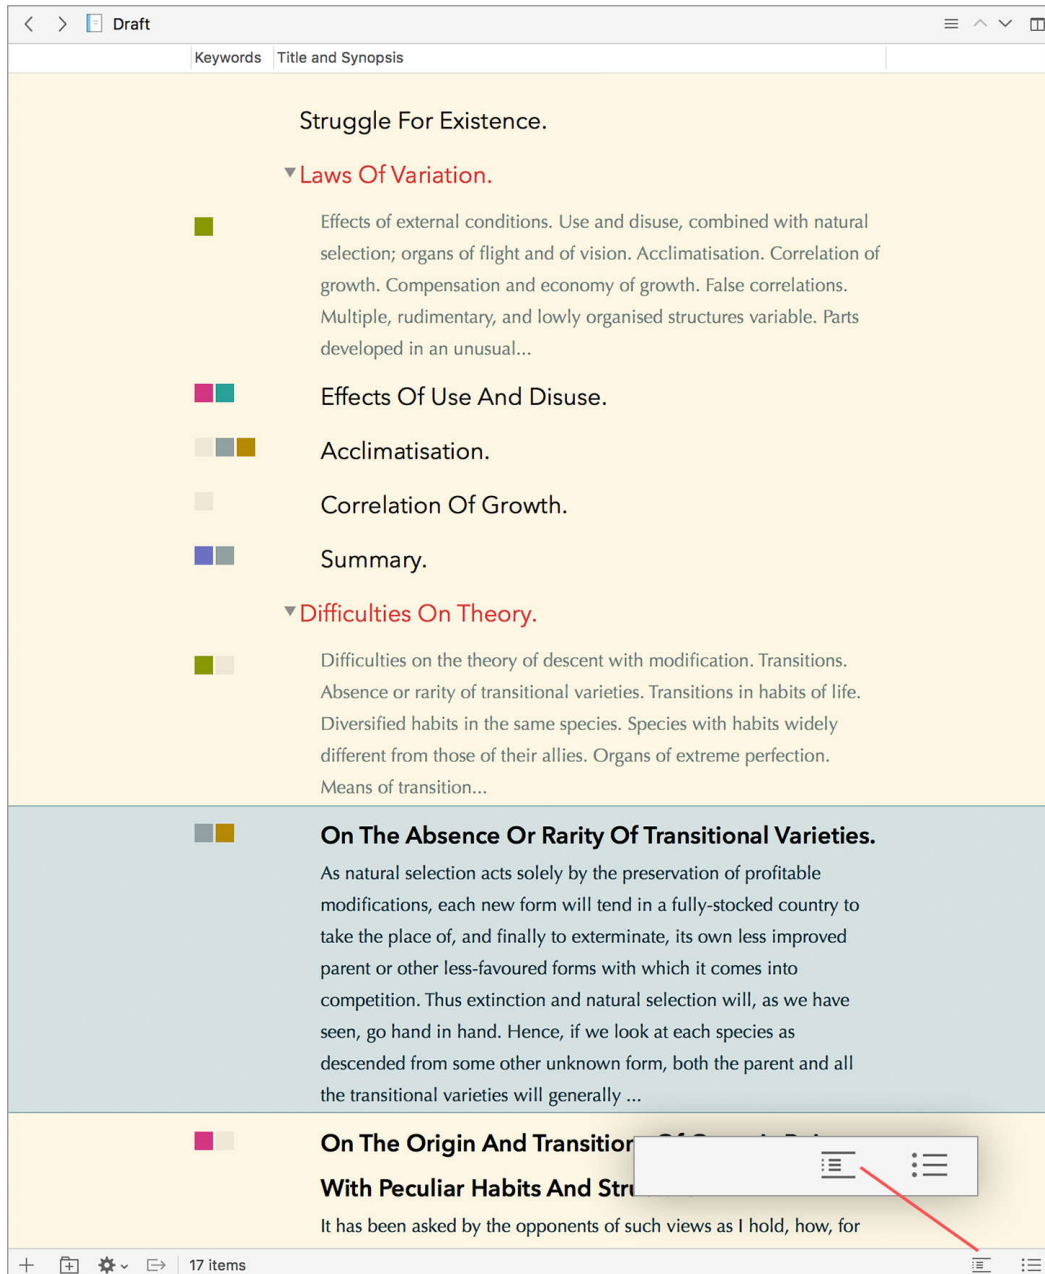 Draft
Keywords Title and Synopsis
Struggle For Existence.
Laws Of Variation.
Effects of external conditions. Use and disuse, combined with natural
selection; organs of flight and of vision. Acclimatisation. Correlation of
growth. Compensation and economy of growth. False correlations.
Multiple, rudimentary, and lowly organised structures variable. Parts
developed in an unusual...
Effects Of Use And Disuse.
Acclimatisation.
Correlation Of Growth.
Summary.
Difficulties On Theory.
Difficulties on the theory of descent with modification. Transitions.
Absence or rarity of transitional varieties. Transitions in habits of life.
Diversified habits in the same species. Species with habits widely
different from those of their allies. Organs of extreme perfection.
Means of transition...
On The Absence Or Rarity Of Transitional Varieties.
As natural selection acts solely by the preservation of profitable
modifications, each new form will tend in a fully-stocked country to
take the place of, and finally to exterminate, its own less improved
parent or other less-favoured forms with which it comes into
competition. Thus extinction and natural selection will, as we have
seen, go hand in hand. Hence, if we look at each species as
descended from some other unknown form, both the parent and all
the transitional varieties will generally ...
On The Origin And
With Peculiar Habits And
It has been asked by the opponents of such views as I hold, how, for
17 items